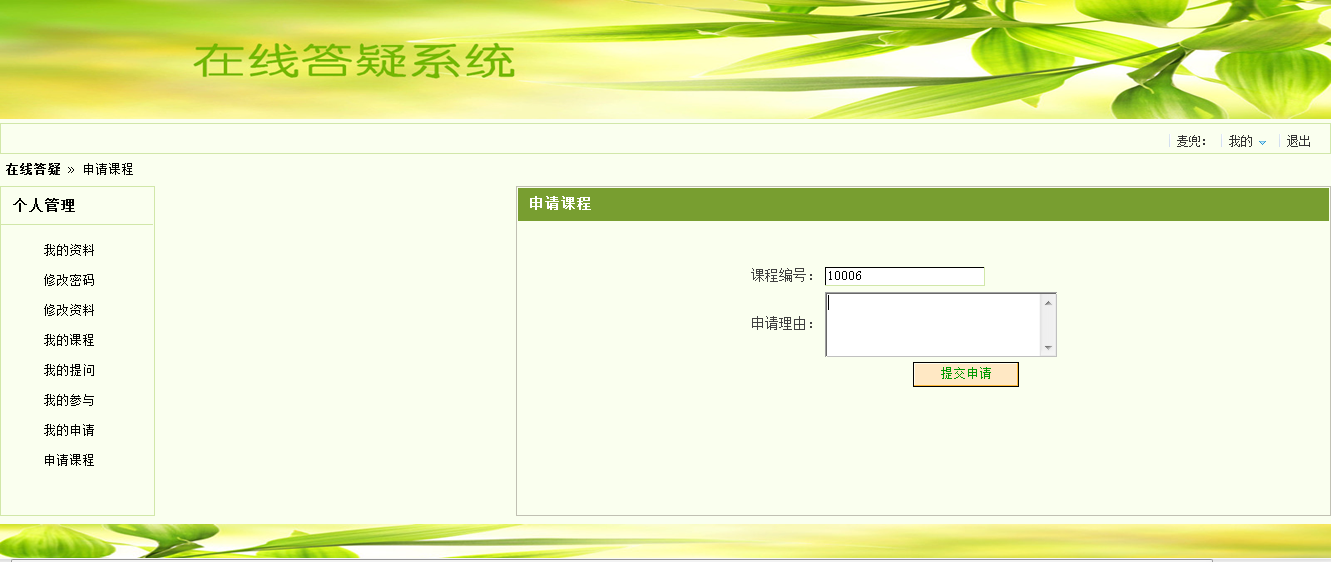 在线答疑系统
麦兜： 我的 退出
在线答疑 » 申请课程
个人管理
我的资料
修改密码
修改资料
我的课程
我的提问
我的参与
我的申请
申请课程
申请课程
课程编号： 10006
申请理由：
提交申请